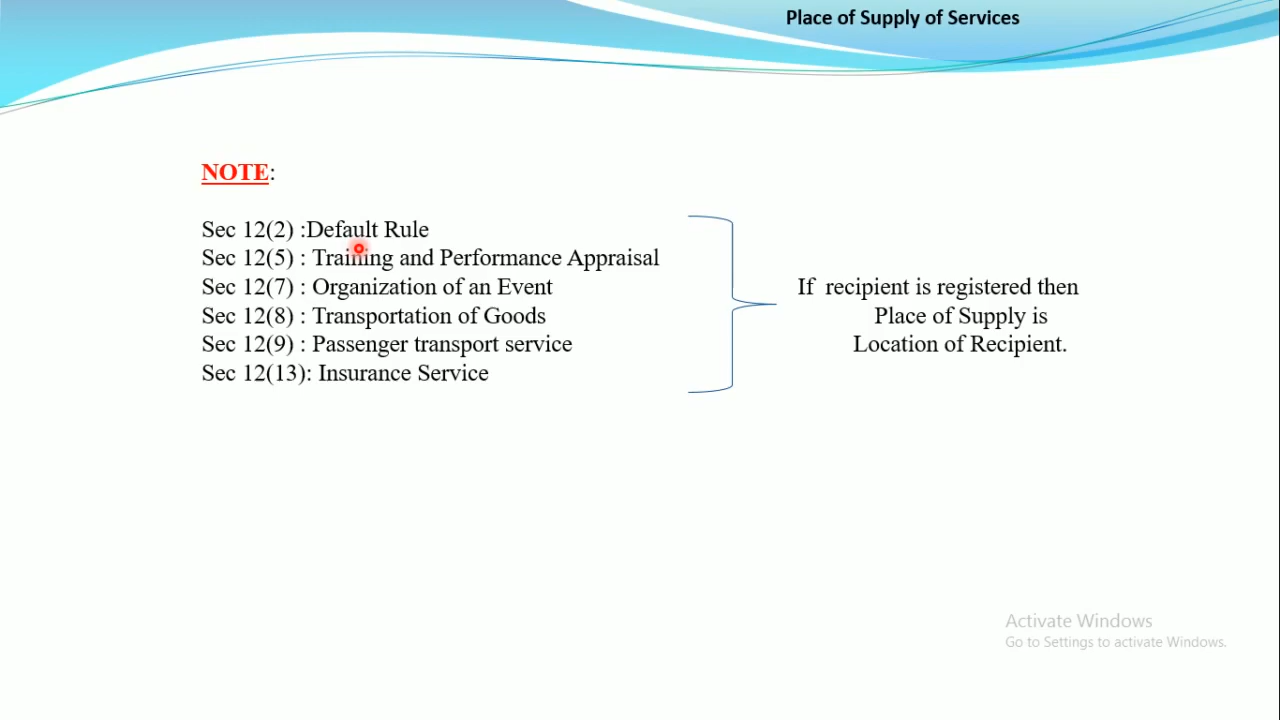 Place of Supply of Services
NOTE:
Sec 12(2) :Default Rule
Sec 12(5) : Training and Performance Appraisal
Sec 12(7) : Organization of an Event
Sec 12(8) : Transportation of Goods
Sec 12(9) : Passenger transport service
Sec 12(13): Insurance Service
If recipient is registered then
Place of Supply is
Location of Recipient.
Activate Windows
Go to Settings to activate Windows.